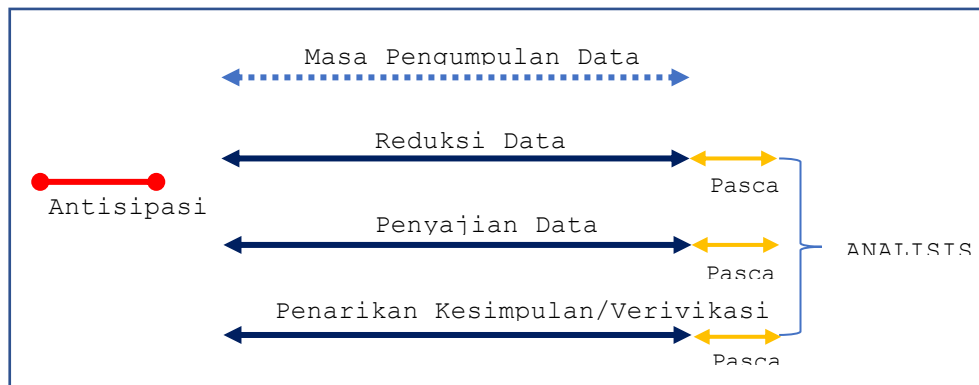 Masa Pengumpulan Data
Reduksi Data
Pasca
Antisipasi
Penyajian Data
Pasca
ANALISIS
Penarikan Kesimpulan/Verivikasi
Pasca